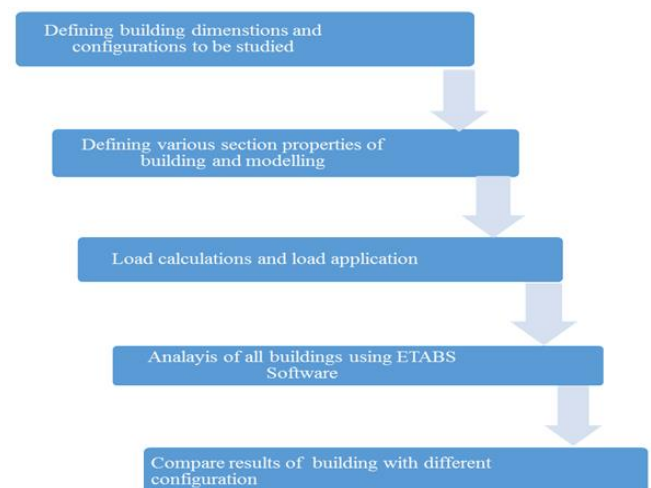 Defining building dimenstions and
configurations to be studied
Defining various section properties of
building and modelling
Load calculations and load application
Analayis of all buildings using ETABS
Software
Compare results of building with different
configuration